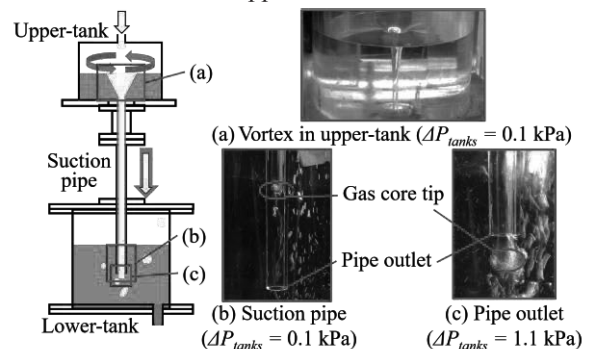 Upper-tank
(a)
(a) Vortex in upper-tank (ΔP_tanks = 0.1 kPa)
Suction
pipe
Gas core tip
(b)
(c)
Pipe outlet
Lower-tank
(b) Suction pipe
(ΔP_tanks = 0.1 kPa)
(c) Pipe outlet
(ΔP_tanks = 1.1 kPa)